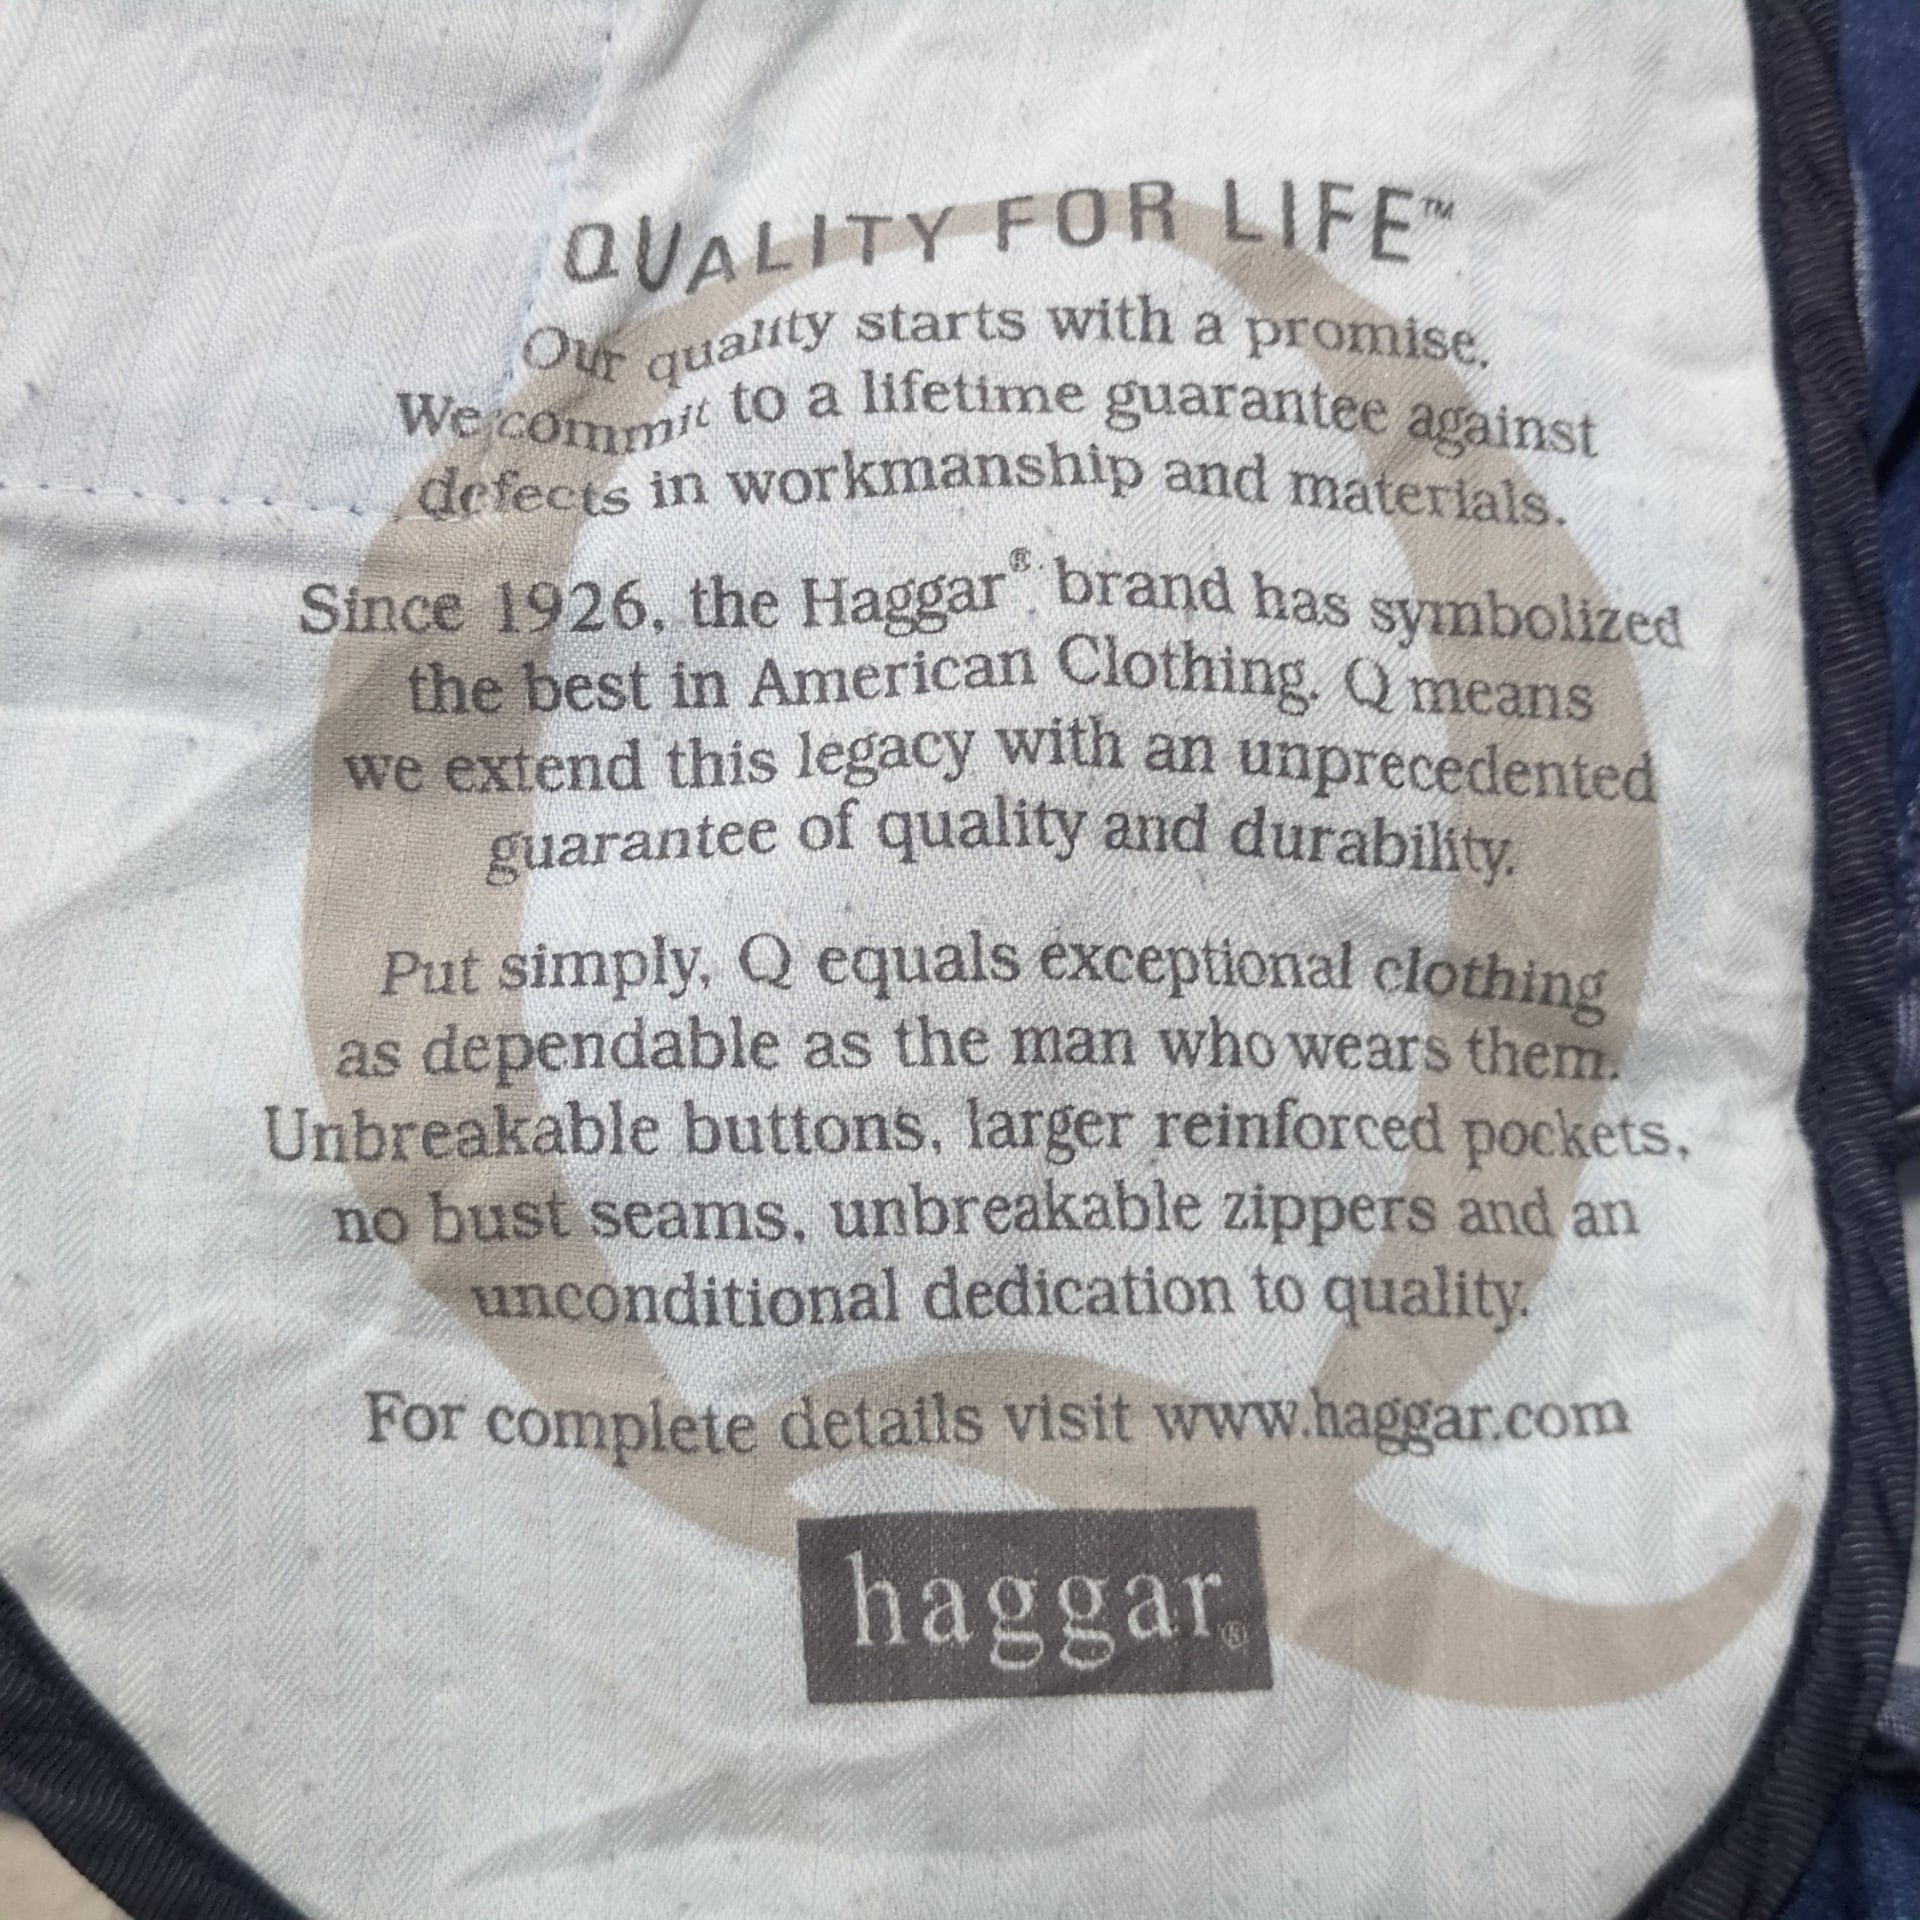 QUALITY FOR LIFE™
Our quality starts with a promise.
We commit to a lifetime guarantee against
defects in workmanship and materials.
Since 1926, the Haggar® brand has symbolized
the best in American Clothing. Q means
we extend this legacy with an unprecedented
guarantee of quality and durability.
Put simply, Q equals exceptional clothing
as dependable as the man who wears them.
Unbreakable buttons, larger reinforced pockets,
no bust seams, unbreakable zippers and an
unconditional dedication to quality.
For complete details visit www.haggar.com
haggar®